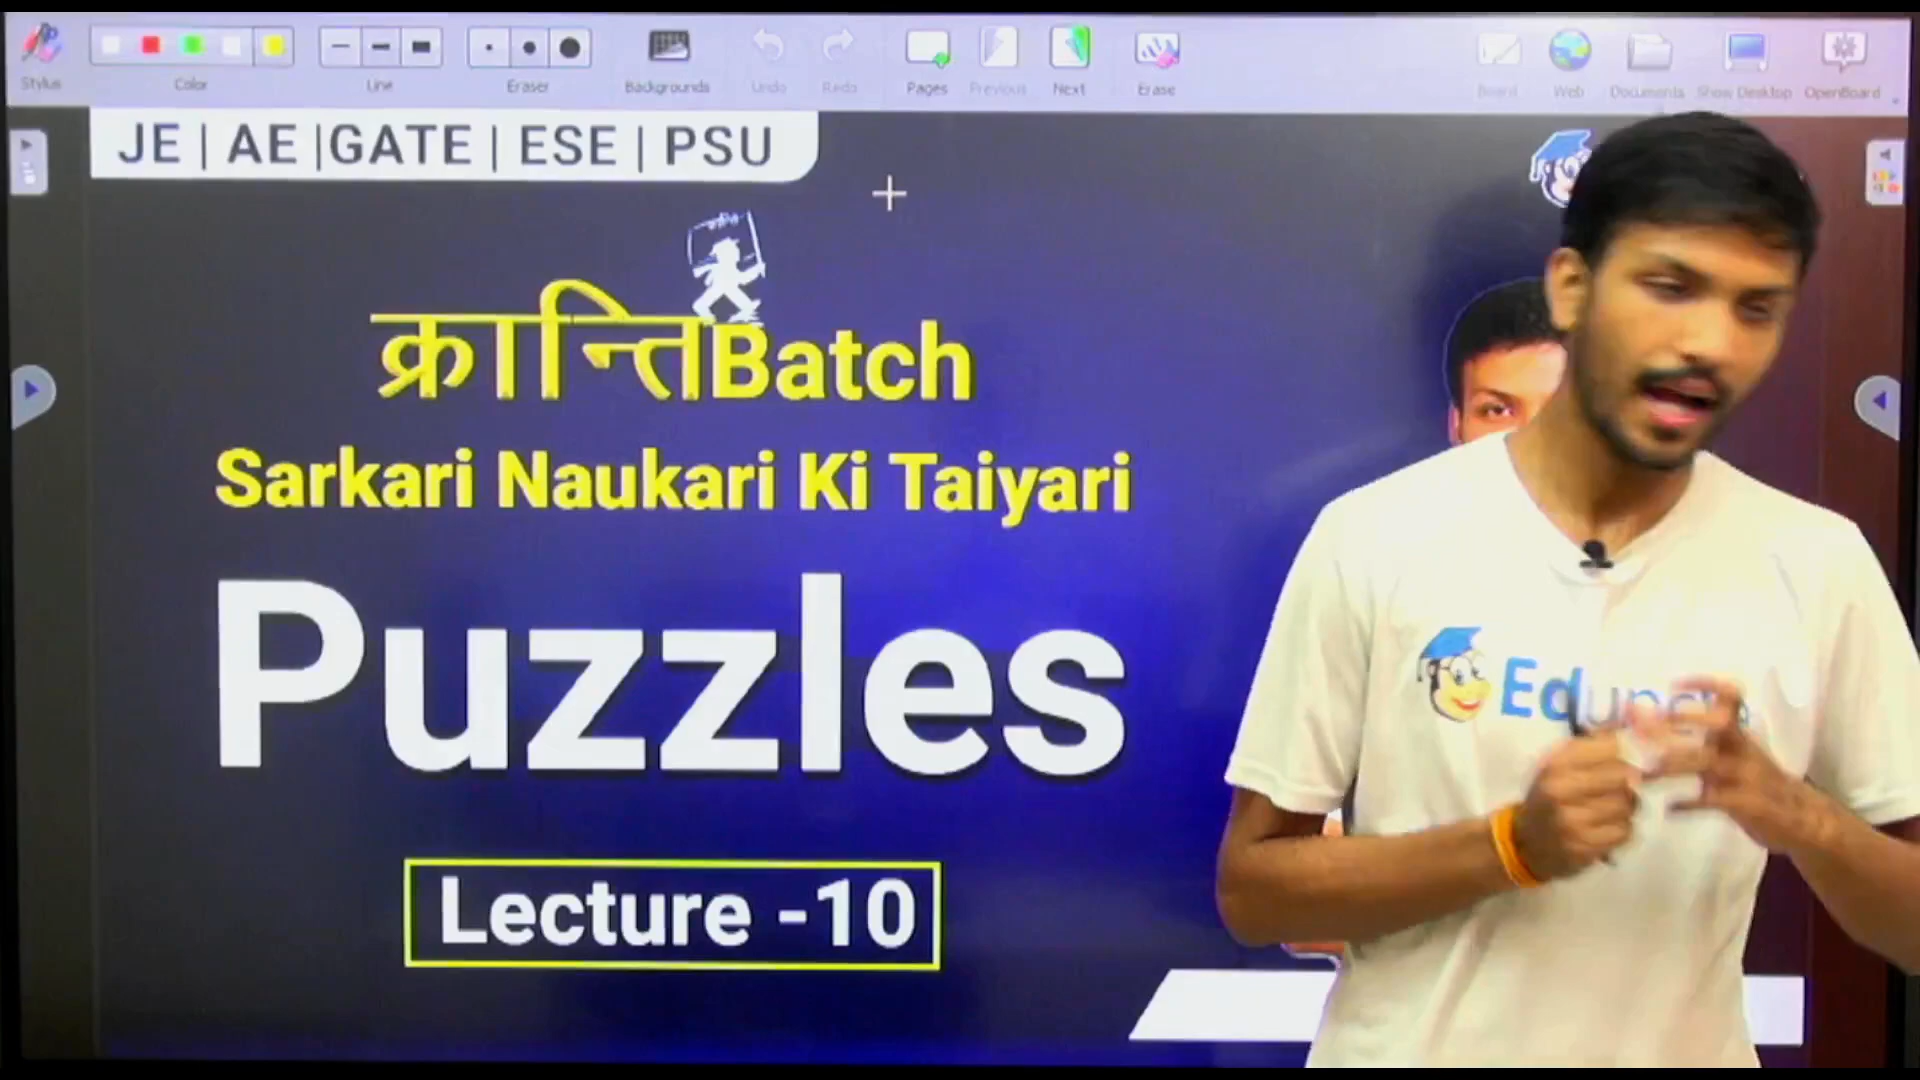 Stylus
Color
Line
Eraser
Backgrounds
Undo
Redo
Pages
Previous
Next
Erase
Board
Web
Documents
Show Desktop
OpenBoard
JE | AE |GATE | ESE | PSU
क्रान्तिBatch
Sarkari Naukari Ki Taiyari
Puzzles
Lecture -10